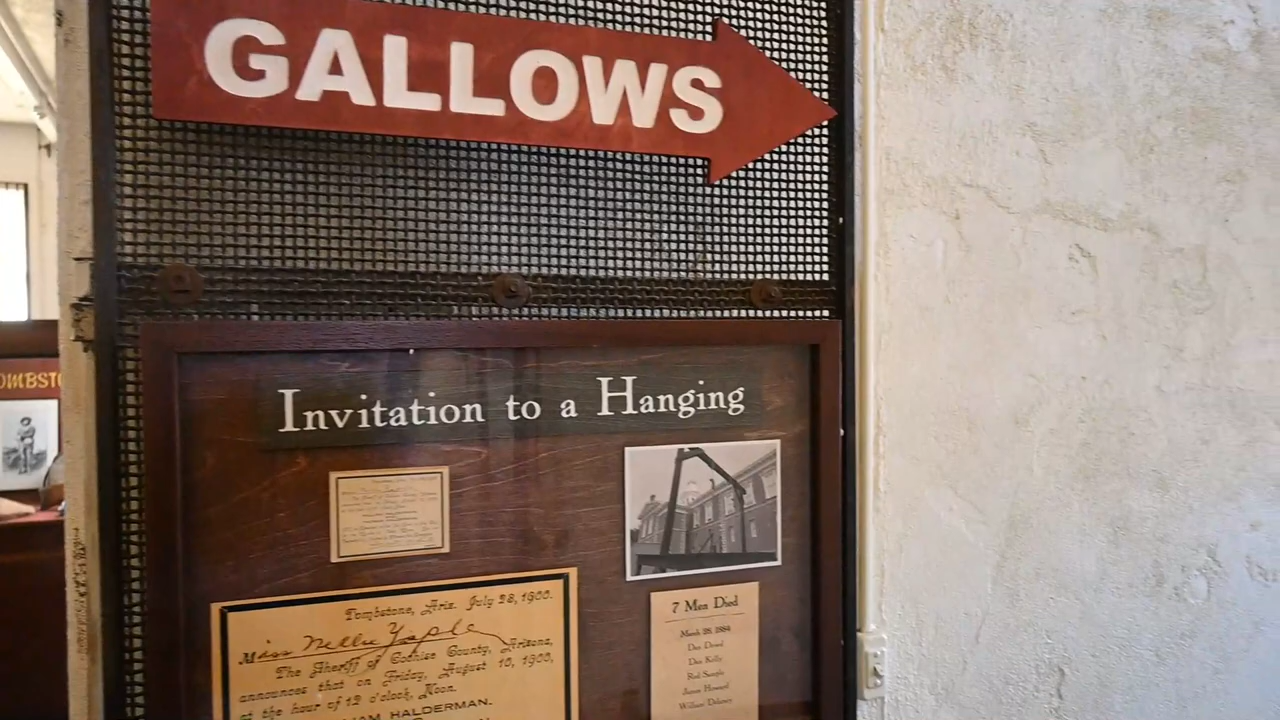 GALLOWS
Invitation to a Hanging
OMBST
Tombstone, Ariz. July 28, 1900.
Miss Nellie Yaple
The Sheriff of Cochise County, Arizona,
announces that on Friday, August 10, 1900,
at the hour of 12 o'clock, Noon.
IAM HALDERMAN.
7 Men Died
March 28, 1884
Dan Dowd
Dan Kelly
Red Sample
James Howard
William Delaney